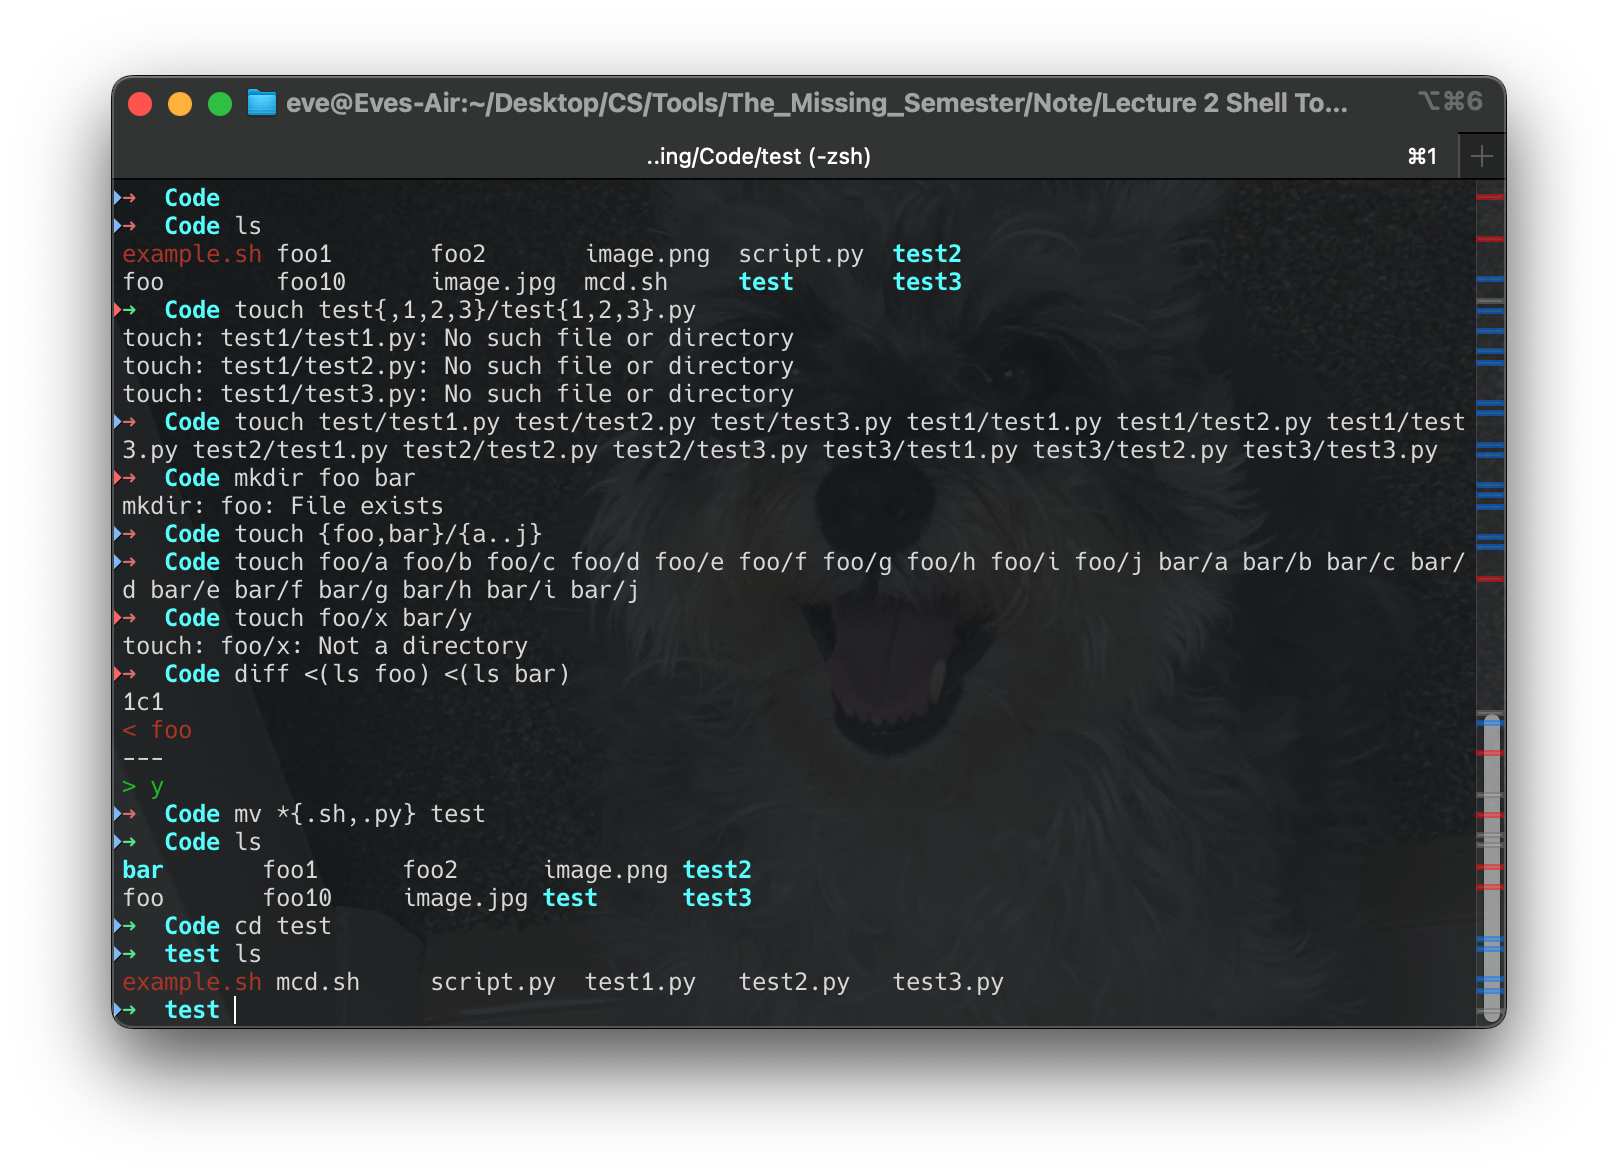 eve@Eves-Air:~/Desktop/CS/Tools/The_Missing_Semester/Note/Lecture 2 Shell To... ⌥⌘6
..ing/Code/test (-zsh) ⌘1 +
➜ Code
➜ Code ls
example.sh foo1 foo2 image.png script.py test2
foo foo10 image.jpg mcd.sh test test3
➜ Code touch test{,1,2,3}/test{1,2,3}.py
touch: test1/test1.py: No such file or directory
touch: test1/test2.py: No such file or directory
touch: test1/test3.py: No such file or directory
➜ Code touch test/test1.py test/test2.py test/test3.py test1/test1.py test1/test2.py test1/test
3.py test2/test1.py test2/test2.py test2/test3.py test3/test1.py test3/test2.py test3/test3.py
➜ Code mkdir foo bar
mkdir: foo: File exists
➜ Code touch {foo,bar}/{a..j}
➜ Code touch foo/a foo/b foo/c foo/d foo/e foo/f foo/g foo/h foo/i foo/j bar/a bar/b bar/c bar/
d bar/e bar/f bar/g bar/h bar/i bar/j
➜ Code touch foo/x bar/y
touch: foo/x: Not a directory
➜ Code diff <(ls foo) <(ls bar)
1c1
< foo
---
> y
➜ Code mv *{.sh,.py} test
➜ Code ls
bar foo1 foo2 image.png test2
foo foo10 image.jpg test test3
➜ Code cd test
➜ test ls
example.sh mcd.sh script.py test1.py test2.py test3.py
➜ test